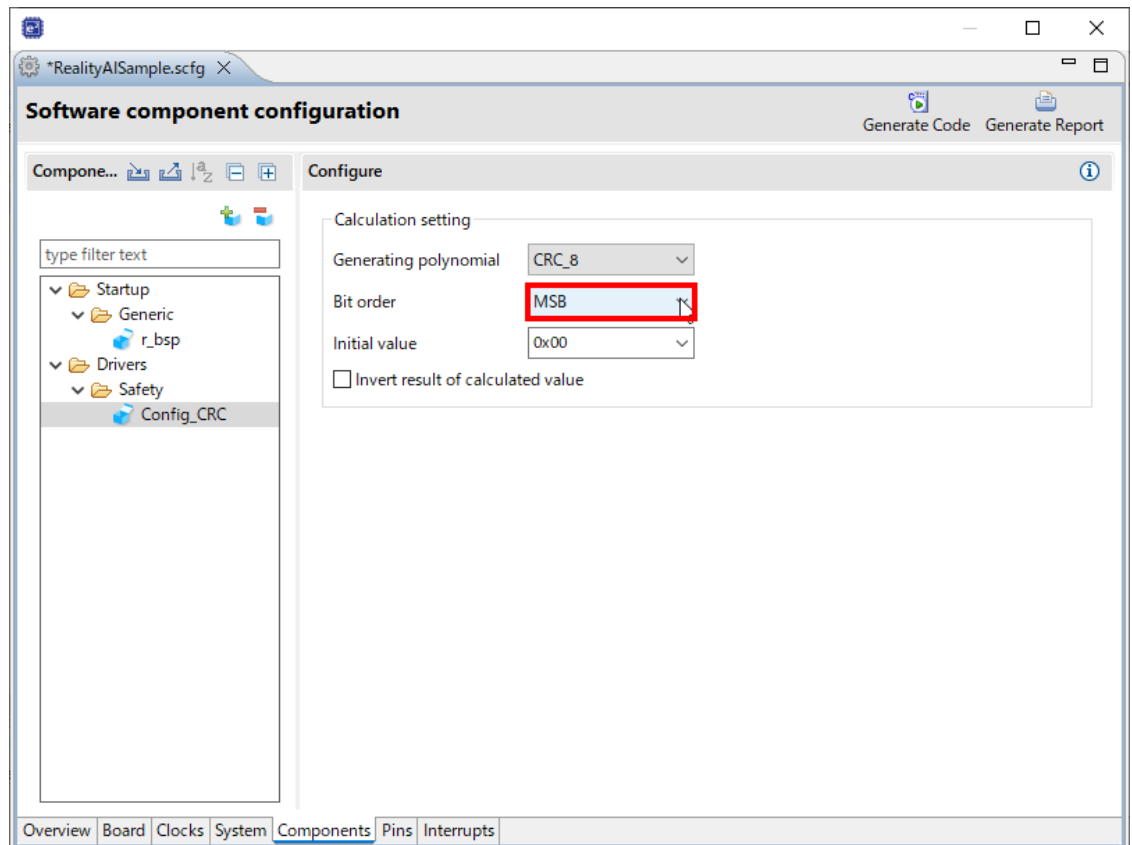 *RealityAISample.scfg
Software component configuration
Generate Code
Generate Report
Compone...
Configure
type filter text
Startup
Generic
r_bsp
Drivers
Safety
Config_CRC
Calculation setting
Generating polynomial CRC_8
Bit order MSB
Initial value 0x00
Invert result of calculated value
Overview Board Clocks System Components Pins Interrupts